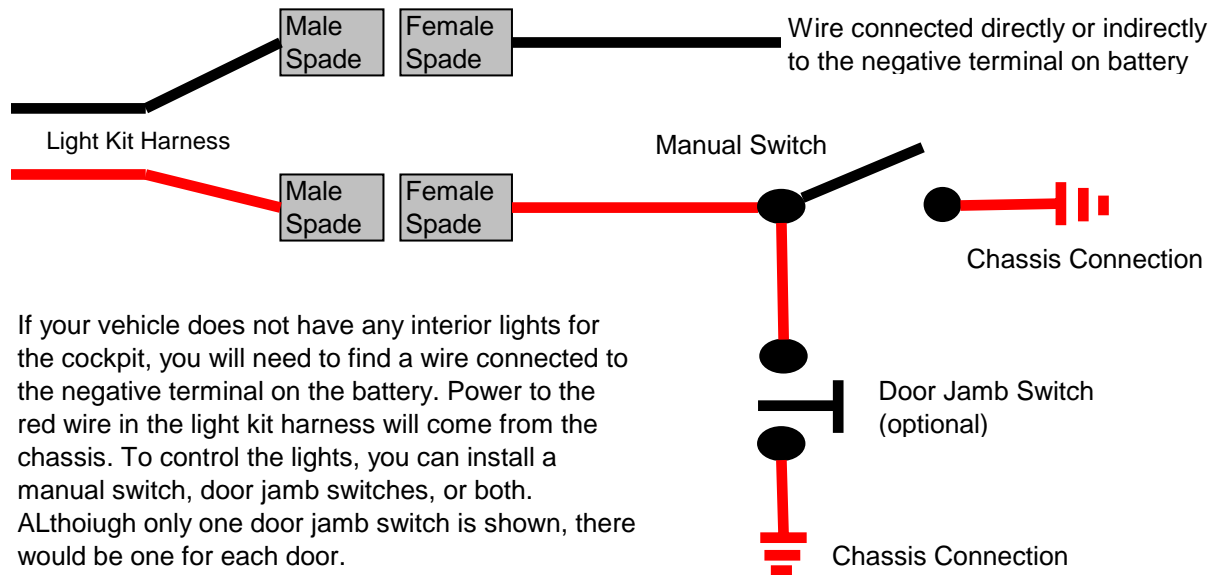 Male
Spade
Female
Spade
Wire connected directly or indirectly
to the negative terminal on battery
Light Kit Harness
Manual Switch
Male
Spade
Female
Spade
Chassis Connection
If your vehicle does not have any interior lights for
the cockpit, you will need to find a wire connected to
the negative terminal on the battery. Power to the
red wire in the light kit harness will come from the
chassis. To control the lights, you can install a
manual switch, door jamb switches, or both.
ALthoiugh only one door jamb switch is shown, there
would be one for each door.
Door Jamb Switch
(optional)
Chassis Connection